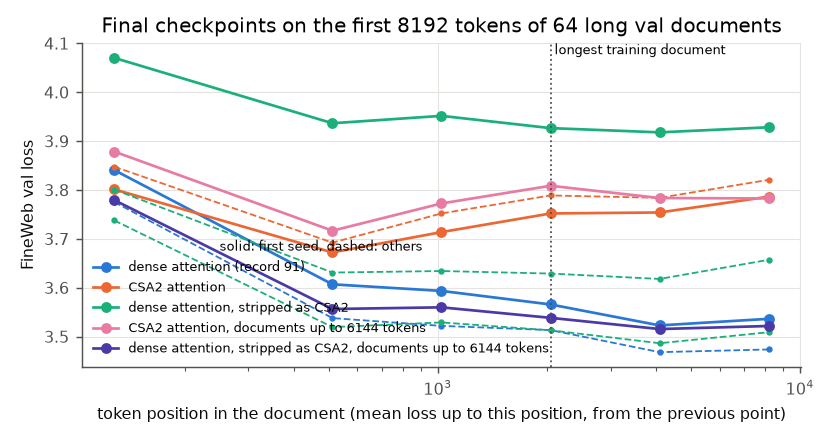 Final checkpoints on the first 8192 tokens of 64 long val documents
4.1
4.0
3.9
3.8
3.7
3.6
3.5
FineWeb val loss
longest training document
solid: first seed, dashed: others
dense attention (record 91)
CSA2 attention
dense attention, stripped as CSA2
CSA2 attention, documents up to 6144 tokens
dense attention, stripped as CSA2, documents up to 6144 tokens
10³
10⁴
token position in the document (mean loss up to this position, from the previous point)